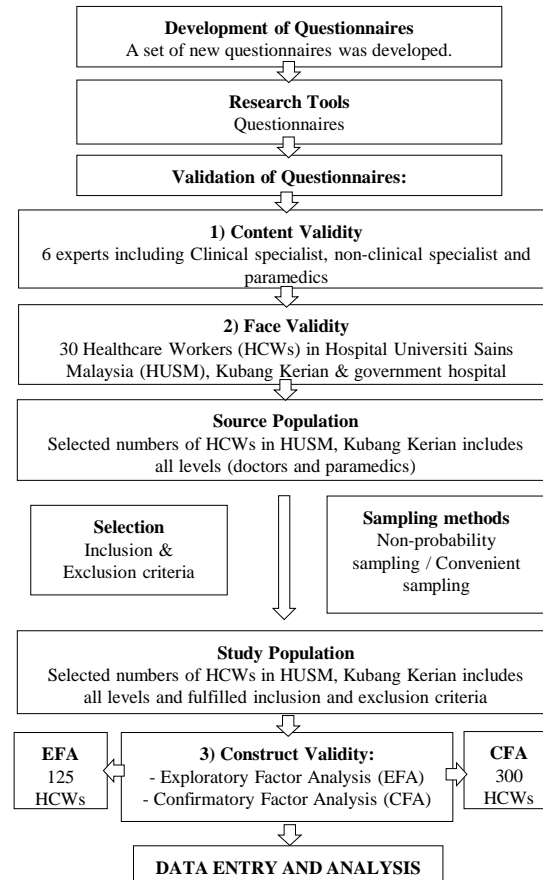 Development of Questionnaires
A set of new questionnaires was developed.
Research Tools
Questionnaires
Validation of Questionnaires:
1) Content Validity
6 experts including Clinical specialist, non-clinical specialist and
paramedics
2) Face Validity
30 Healthcare Workers (HCWs) in Hospital Universiti Sains
Malaysia (HUSM), Kubang Kerian & government hospital
Source Population
Selected numbers of HCWs in HUSM, Kubang Kerian includes
all levels (doctors and paramedics)
Selection
Inclusion &
Exclusion criteria
Sampling methods
Non-probability
sampling / Convenient
sampling
Study Population
Selected numbers of HCWs in HUSM, Kubang Kerian includes
all levels and fulfilled inclusion and exclusion criteria
EFA
125
HCWs
3) Construct Validity:
- Exploratory Factor Analysis (EFA)
- Confirmatory Factor Analysis (CFA)
CFA
300
HCWs
DATA ENTRY AND ANALYSIS